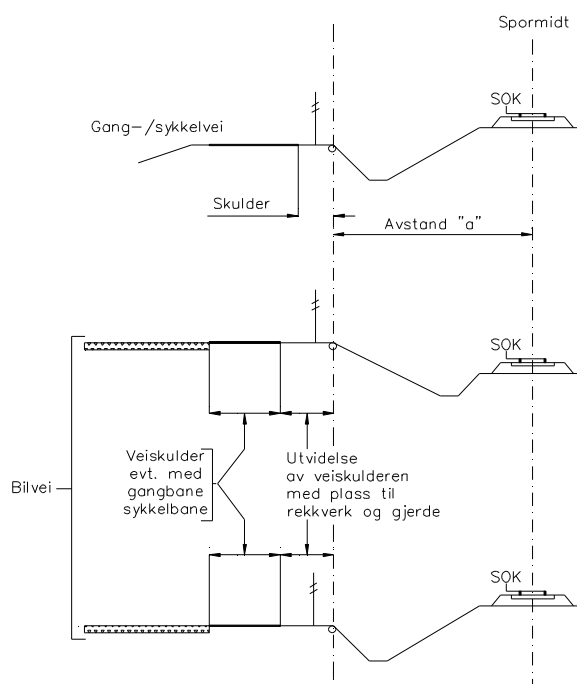 Spormidt
SOK
Gang-/sykkelvei
Skulder
Avstand "a"
SOK
Veiskulder
evt. med
gangbane
sykkelbane
Utvidelse
av veiskulderen
med plass til
rekkverk og gjerde
Bilvei
SOK